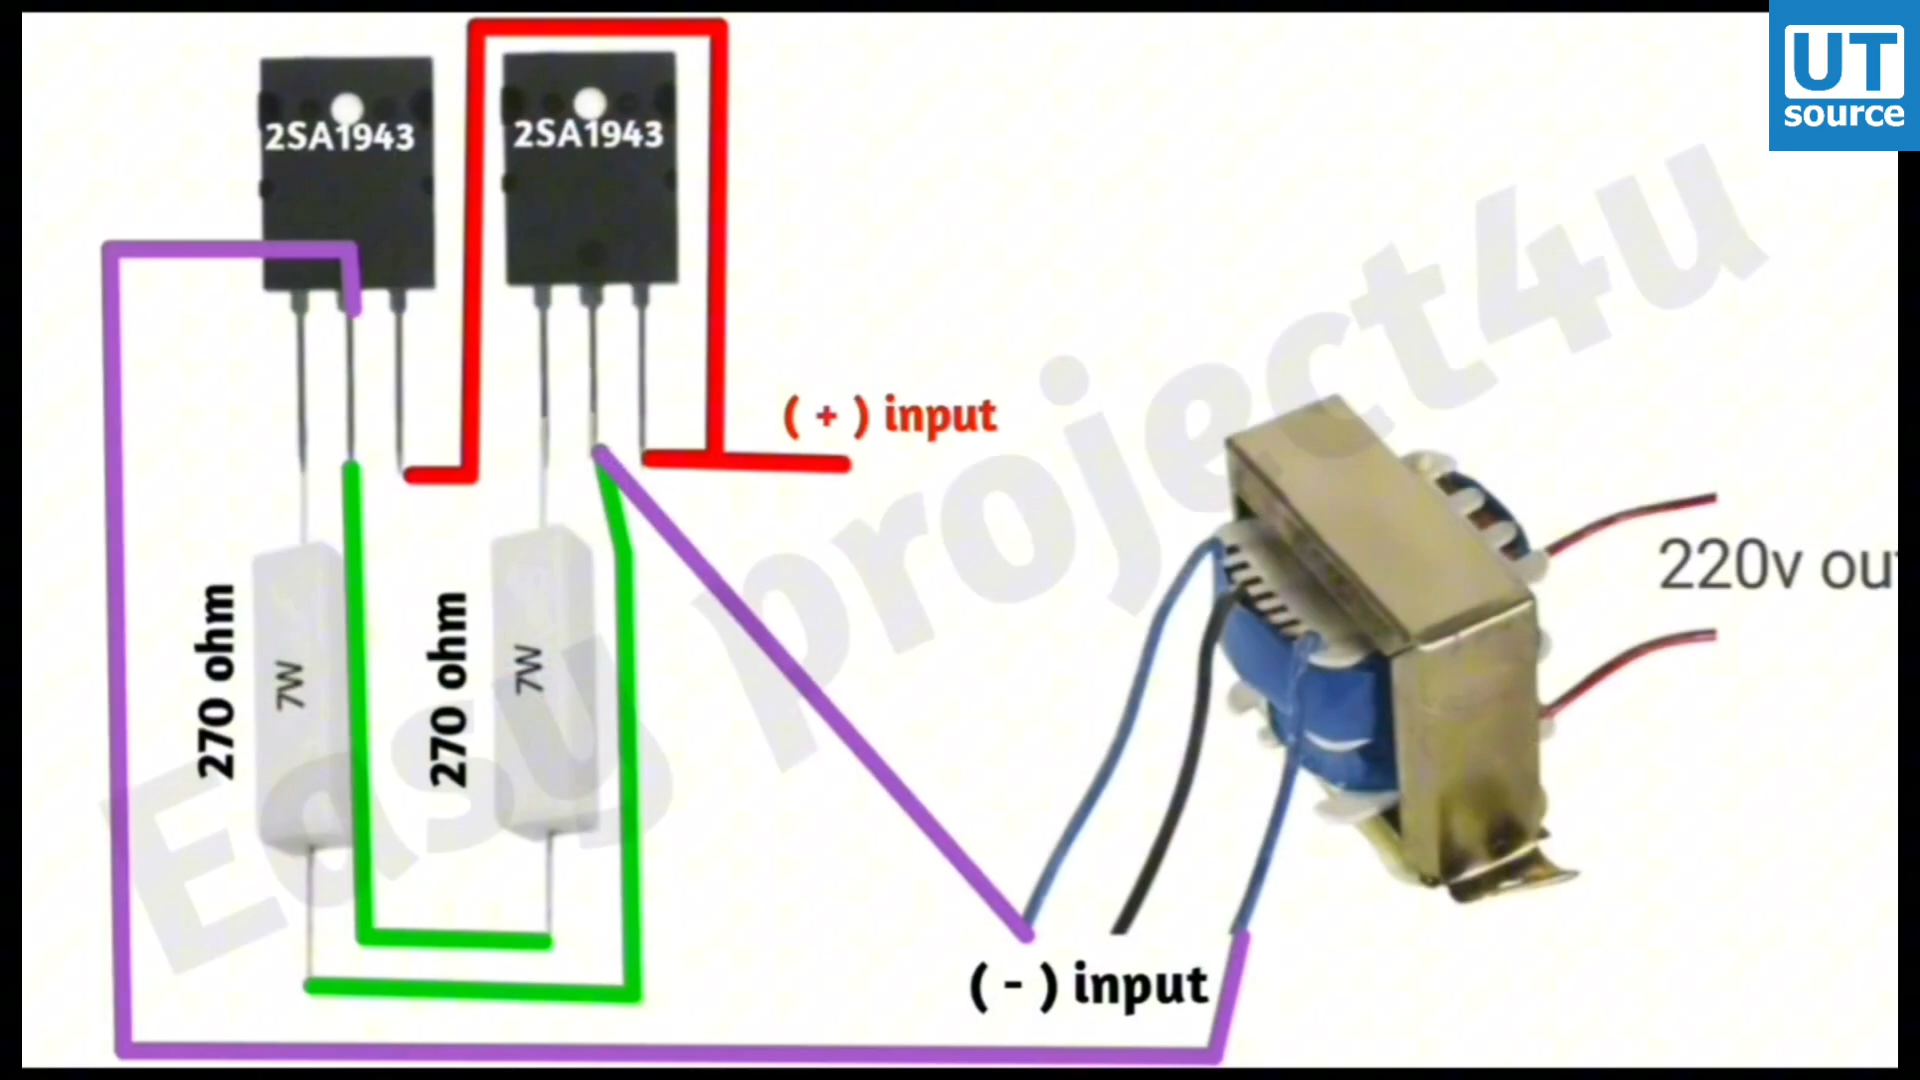 UT
source
2SA1943
2SA1943
( + ) input
220v ou
270 ohm
7W
270 ohm
7W
( - ) input
Easy project4u